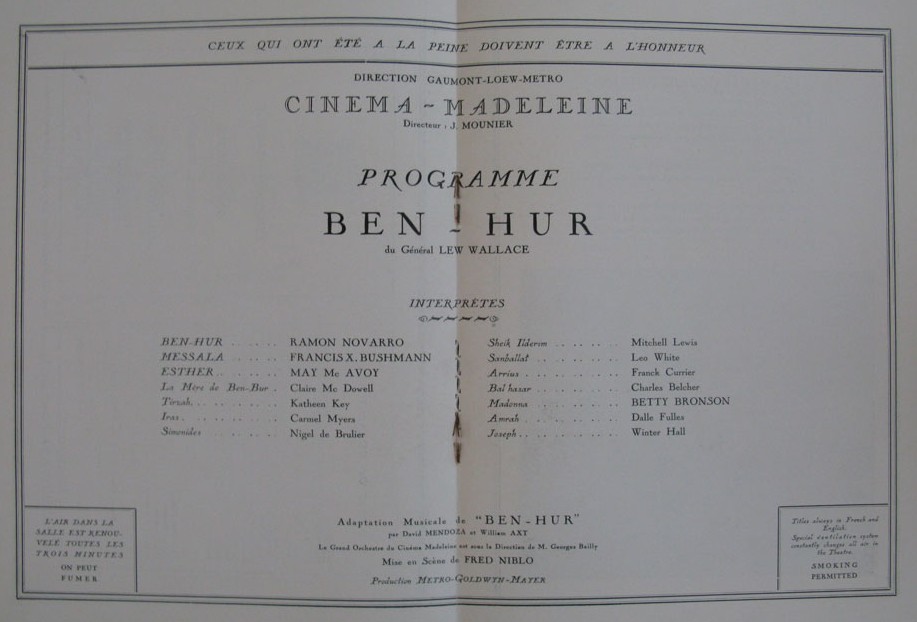 CEUX QUI ONT ÉTÉ A LA PEINE DOIVENT ÊTRE A L'HONNEUR
DIRECTION GAUMONT-LOEW-METRO
CINEMA - MADELEINE
Directeur : J. MOUNIER
PROGRAMME
BEN - HUR
du Général LEW WALLACE
INTERPRÈTES
BEN-HUR . . . . . . RAMON NOVARRO
MESSALA . . . . . . FRANCIS X. BUSHMANN
ESTHER . . . . . . MAY Mc AVOY
La Mère de Ben-Hur . Claire Mc Dowell
Tirzah. . . . . . . . Katheen Key
Iras . . . . . . . . Carmel Myers
Simonides . . . . . . Nigel de Brulier
Sheik Ilderim . . . . . . Mitchell Lewis
Sanballat . . . . . . . Leo White
Arrius . . . . . . . . Franck Currier
Balthazar . . . . . . . Charles Belcher
Madonna . . . . . . . BETTY BRONSON
Amrah . . . . . . . . Dalle Fulles
Joseph . . . . . . . . Winter Hall
L'AIR DANS LA
SALLE EST RENOU-
VELÉ TOUTES LES
TROIS MINUTES
ON PEUT
FUMER
Adaptation Musicale de "BEN-HUR"
par David MENDOZA et William AXT
Le Grand Orchestre du Cinéma Madeleine est sous la Direction de M. Georges Bailly
Mise en Scène de FRED NIBLO
Production METRO-GOLDWYN-MAYER
Titles always in French and
English.
Special ventilation system
constantly changes all air in
the Theatre.
SMOKING
PERMITTED